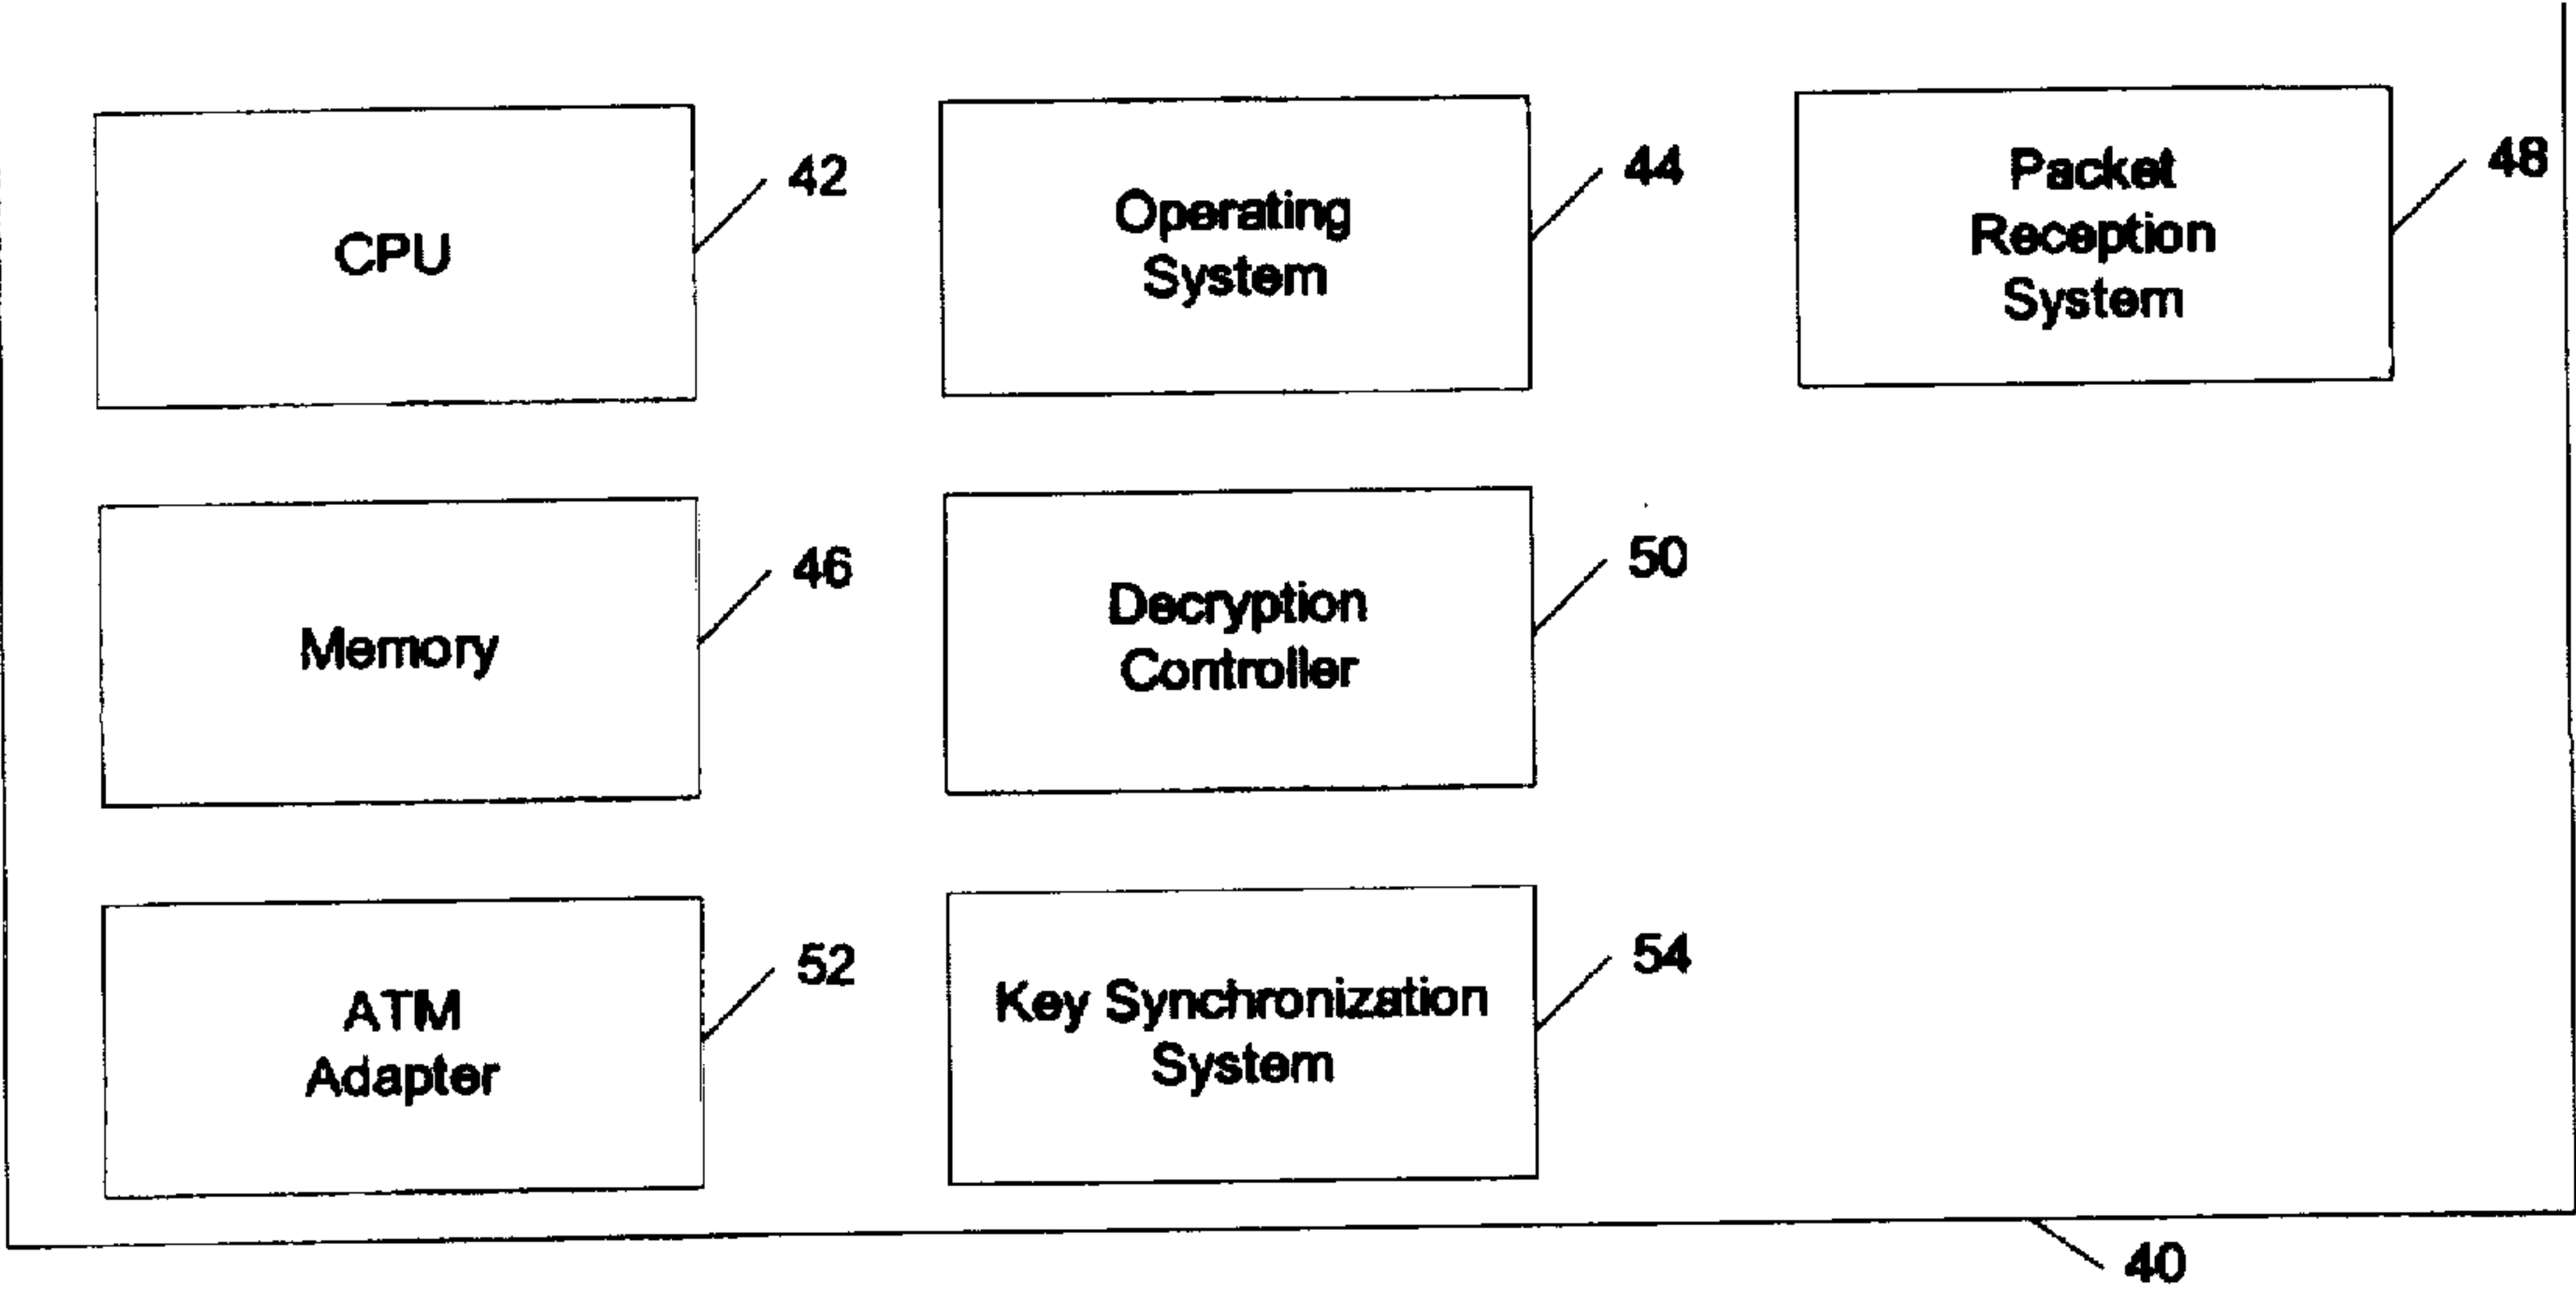 CPU
42
Operating
System
44
Packet
Reception
System
48
Memory
46
Decryption
Controller
50
ATM
Adapter
52
Key Synchronization
System
54
40